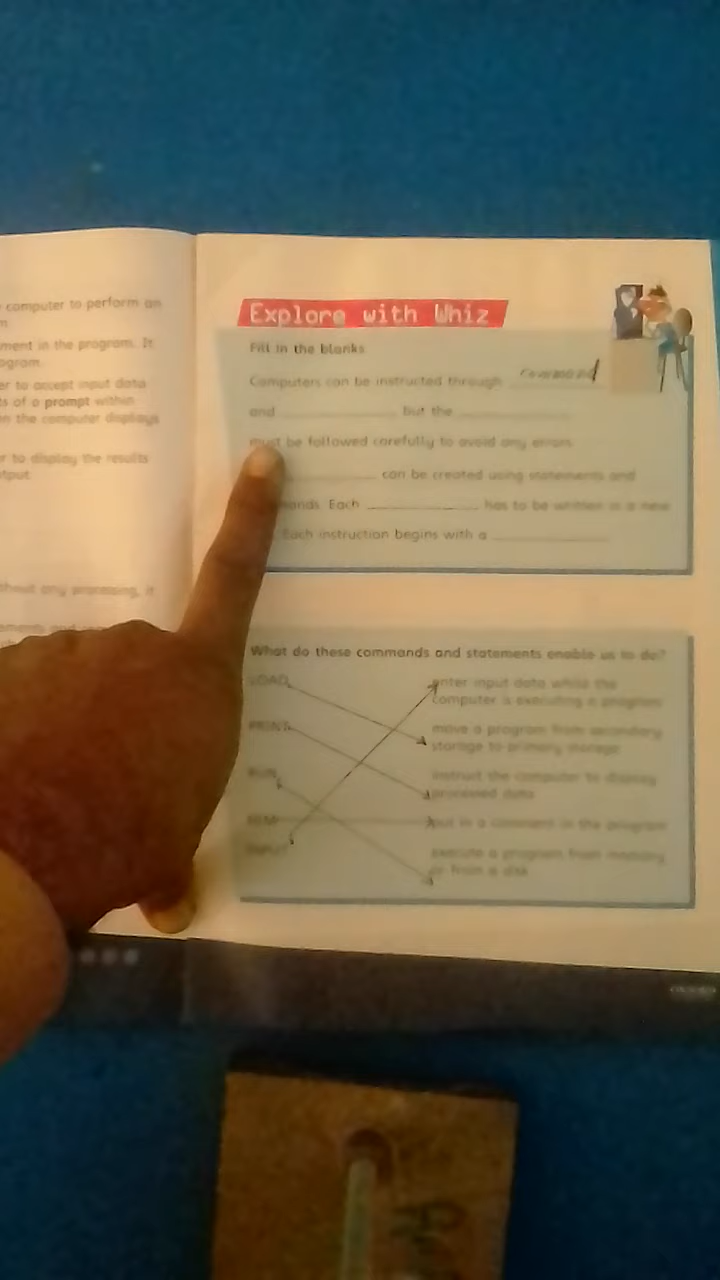 computer to perform an
ment in the program. It
ogram.
er to accept input data
ts of a prompt within
n the computer displays
r to display the results
tput
thout any processing, it
Explore with Whiz
Fill in the blanks
Computers can be instructed through
and but the
must be followed carefully to avoid any errors
can be created using statements and
mands. Each has to be written in a new
Each instruction begins with a
What do these commands and statements enable us to do?
LOAD
PRINT
RUN
REM
INPUT
enter input data while the
computer is executing a program
move a program from secondary
storage to primary storage
instruct the computer to display
processed data
put in a comment in the program
execute a program from memory
or from a disk